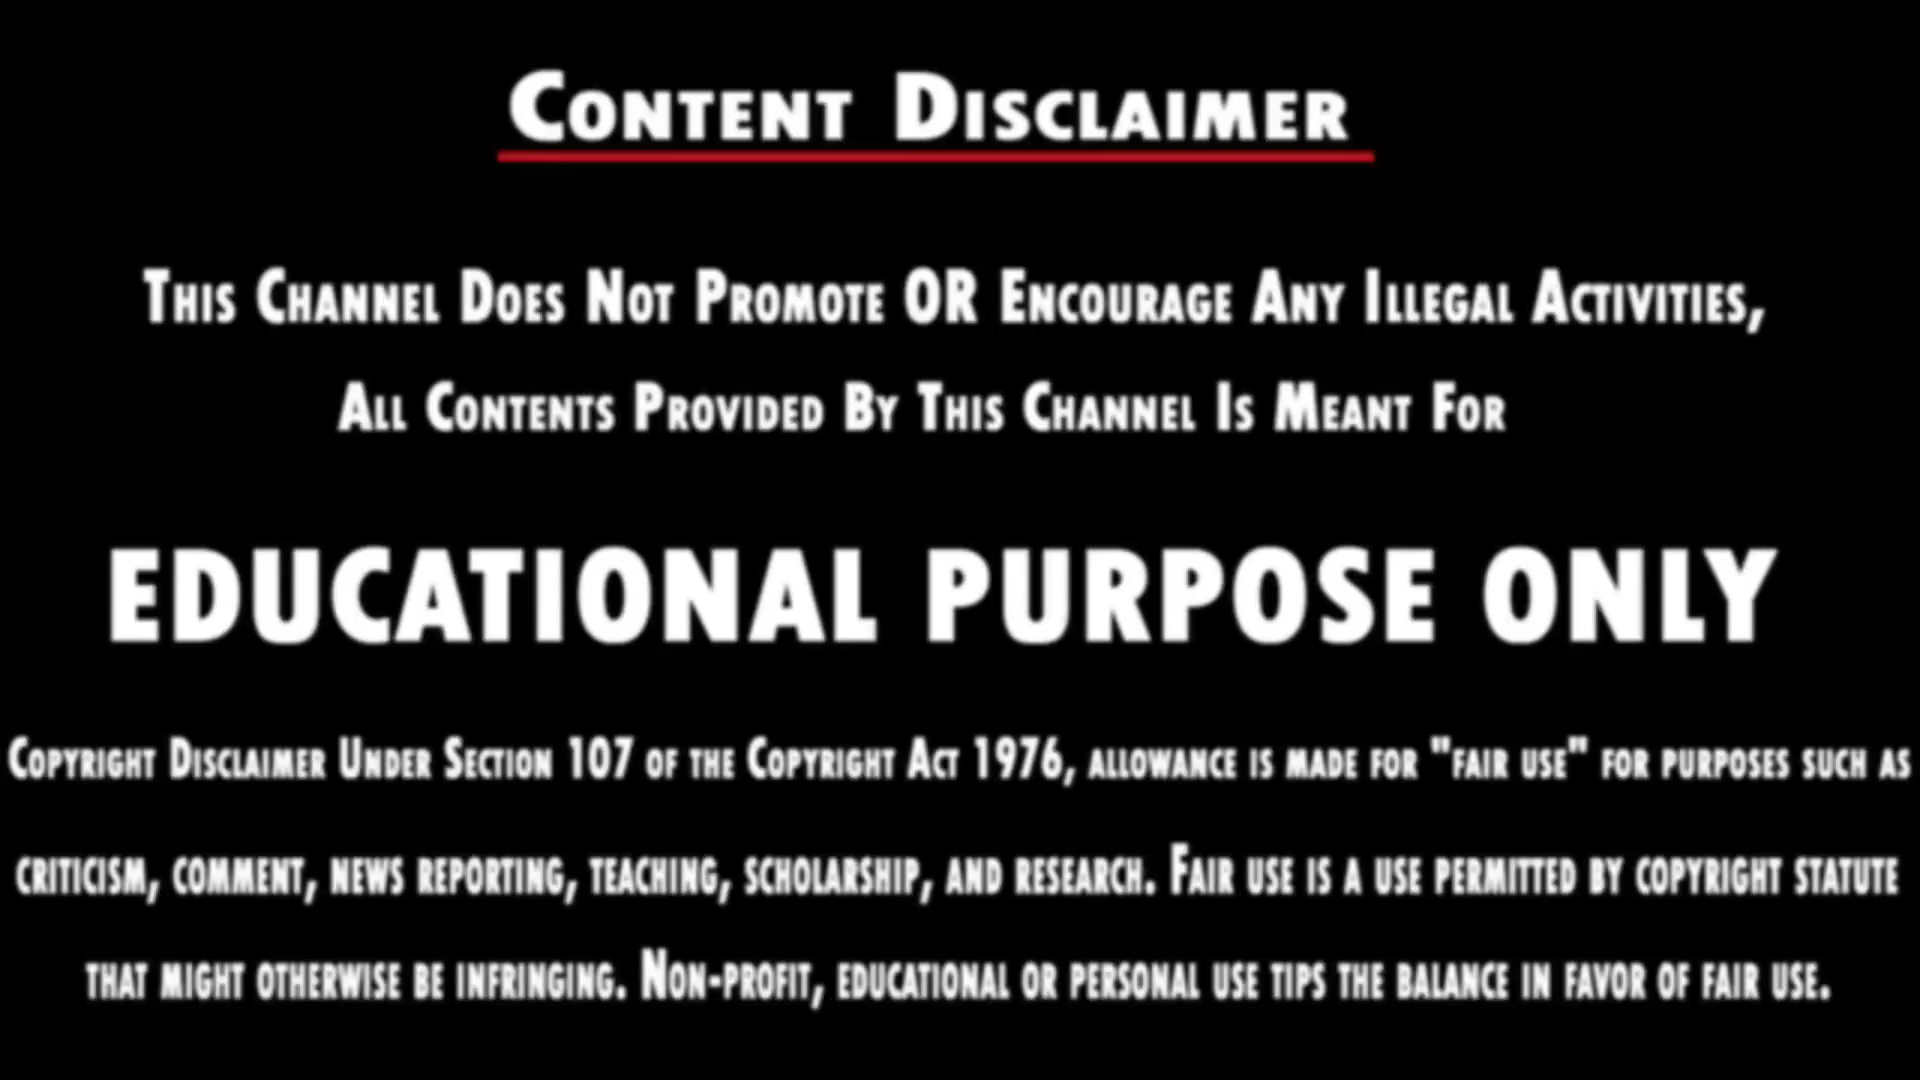 Content Disclaimer
This Channel Does Not Promote OR Encourage Any Illegal Activities,
All Contents Provided By This Channel Is Meant For
EDUCATIONAL PURPOSE ONLY
Copyright Disclaimer Under Section 107 of the Copyright Act 1976, allowance is made for "fair use" for purposes such as
criticism, comment, news reporting, teaching, scholarship, and research. Fair use is a use permitted by copyright statute
that might otherwise be infringing. Non-profit, educational or personal use tips the balance in favor of fair use.